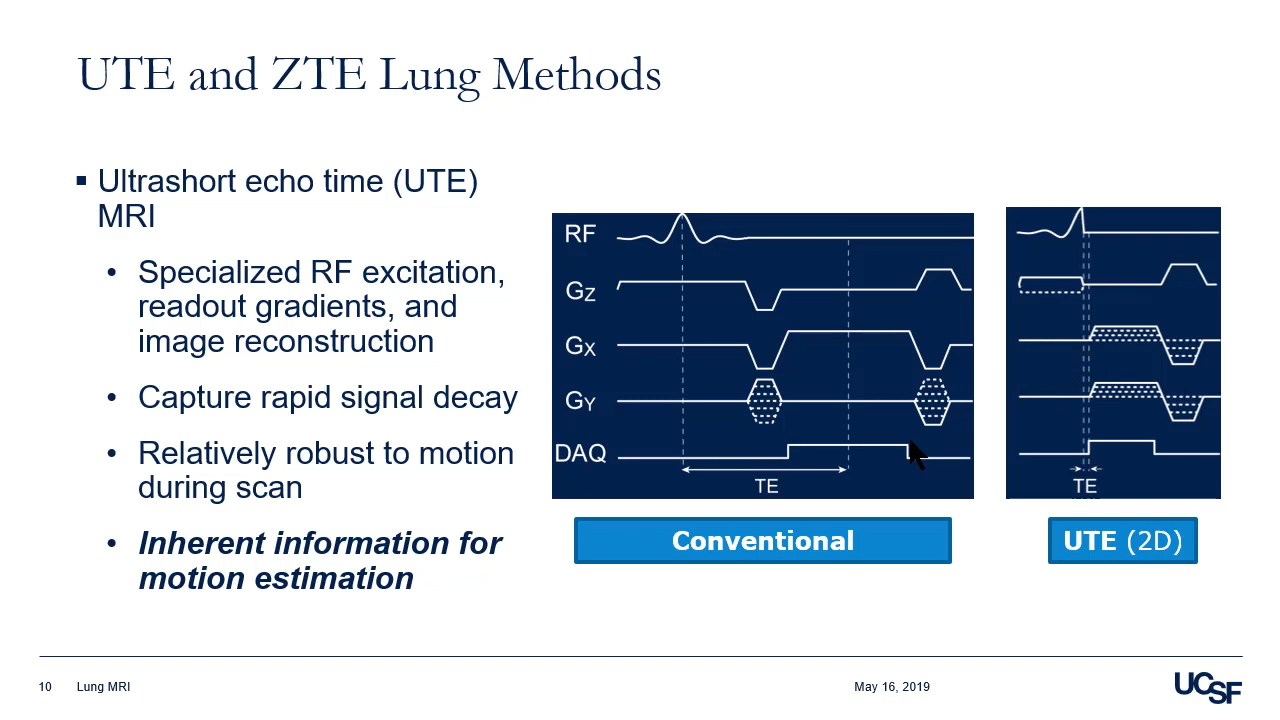 UTE and ZTE Lung Methods
▪ Ultrashort echo time (UTE)
MRI
• Specialized RF excitation,
readout gradients, and
image reconstruction
• Capture rapid signal decay
• Relatively robust to motion
during scan
• Inherent information for
motion estimation
RF
GZ
GX
GY
DAQ
TE
Conventional
TE
UTE (2D)
10 Lung MRI May 16, 2019
UCSF